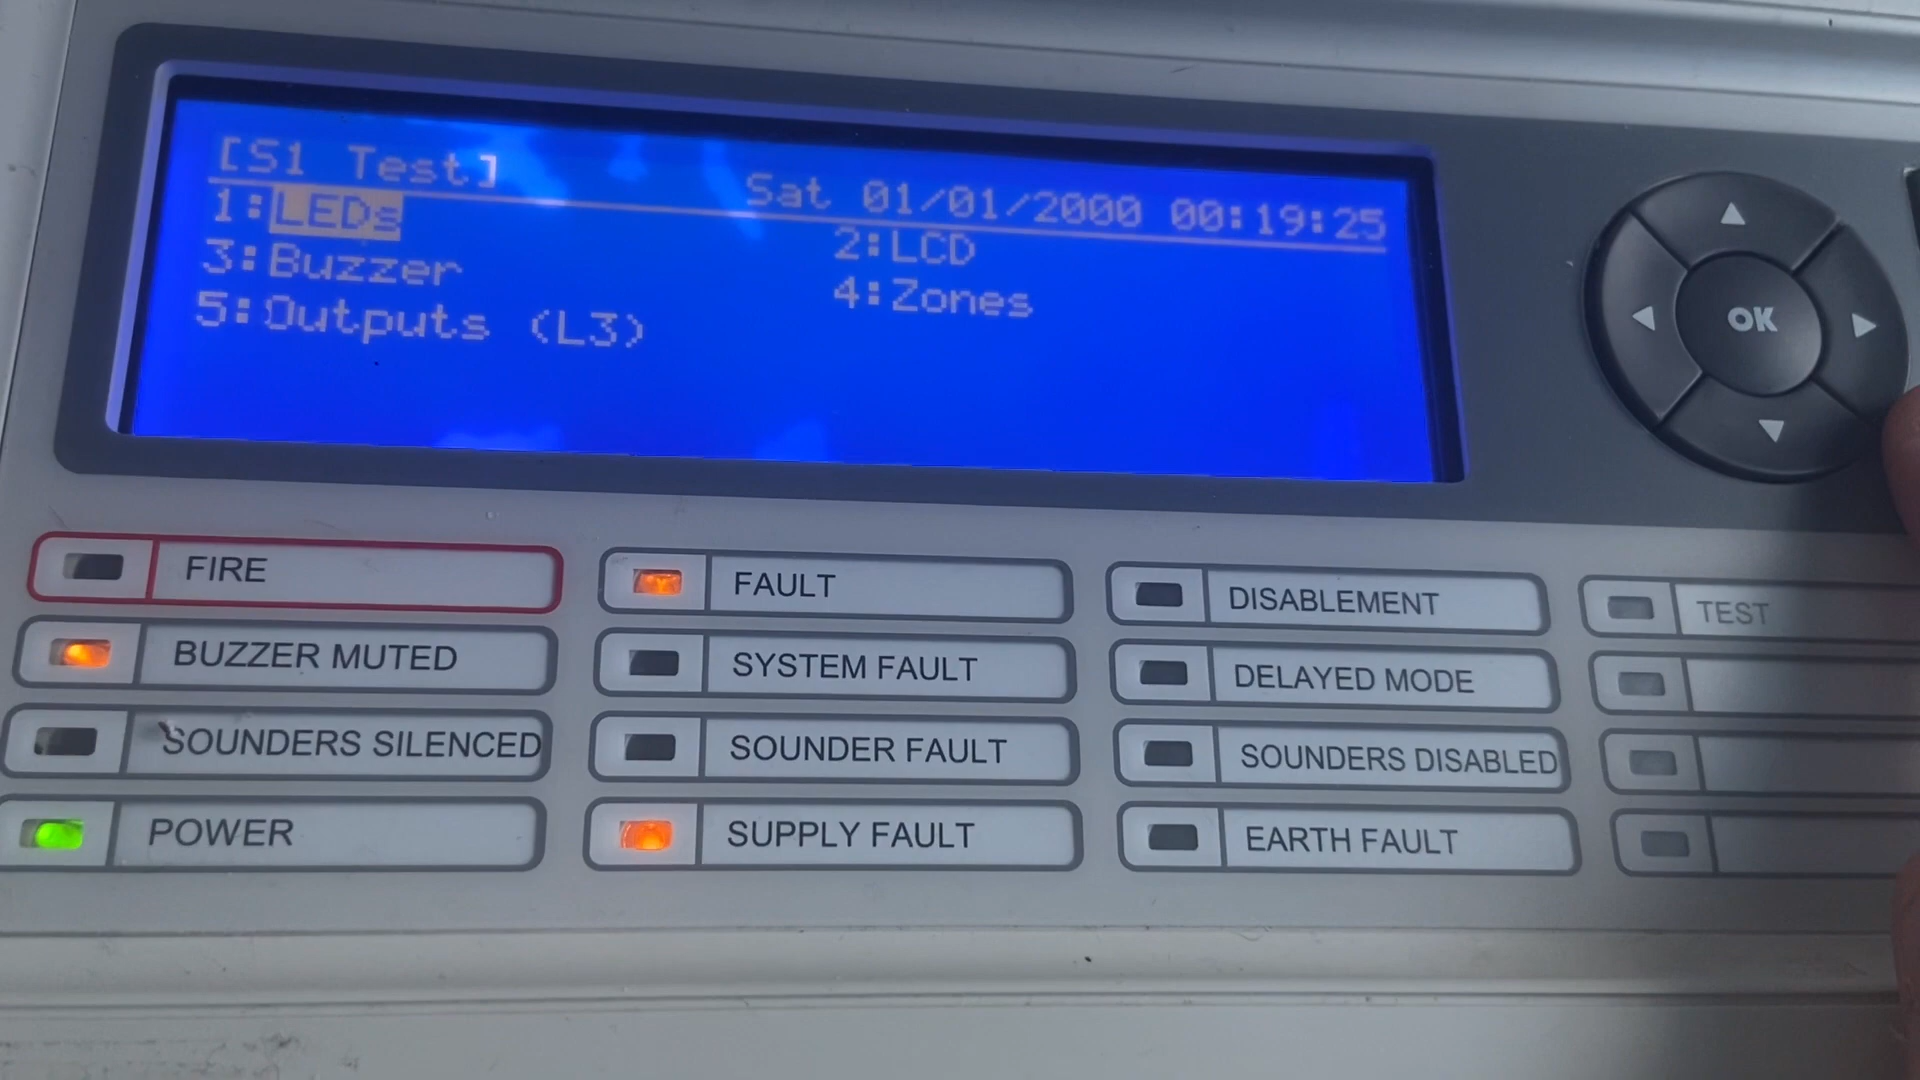 [S1 Test]
Sat 01/01/2000 00:19:25
1:LEDs
2:LCD
3:Buzzer
4:Zones
5:Outputs (L3)
OK
FIRE
FAULT
DISABLEMENT
TEST
BUZZER MUTED
SYSTEM FAULT
DELAYED MODE
SOUNDERS SILENCED
SOUNDER FAULT
SOUNDERS DISABLED
POWER
SUPPLY FAULT
EARTH FAULT